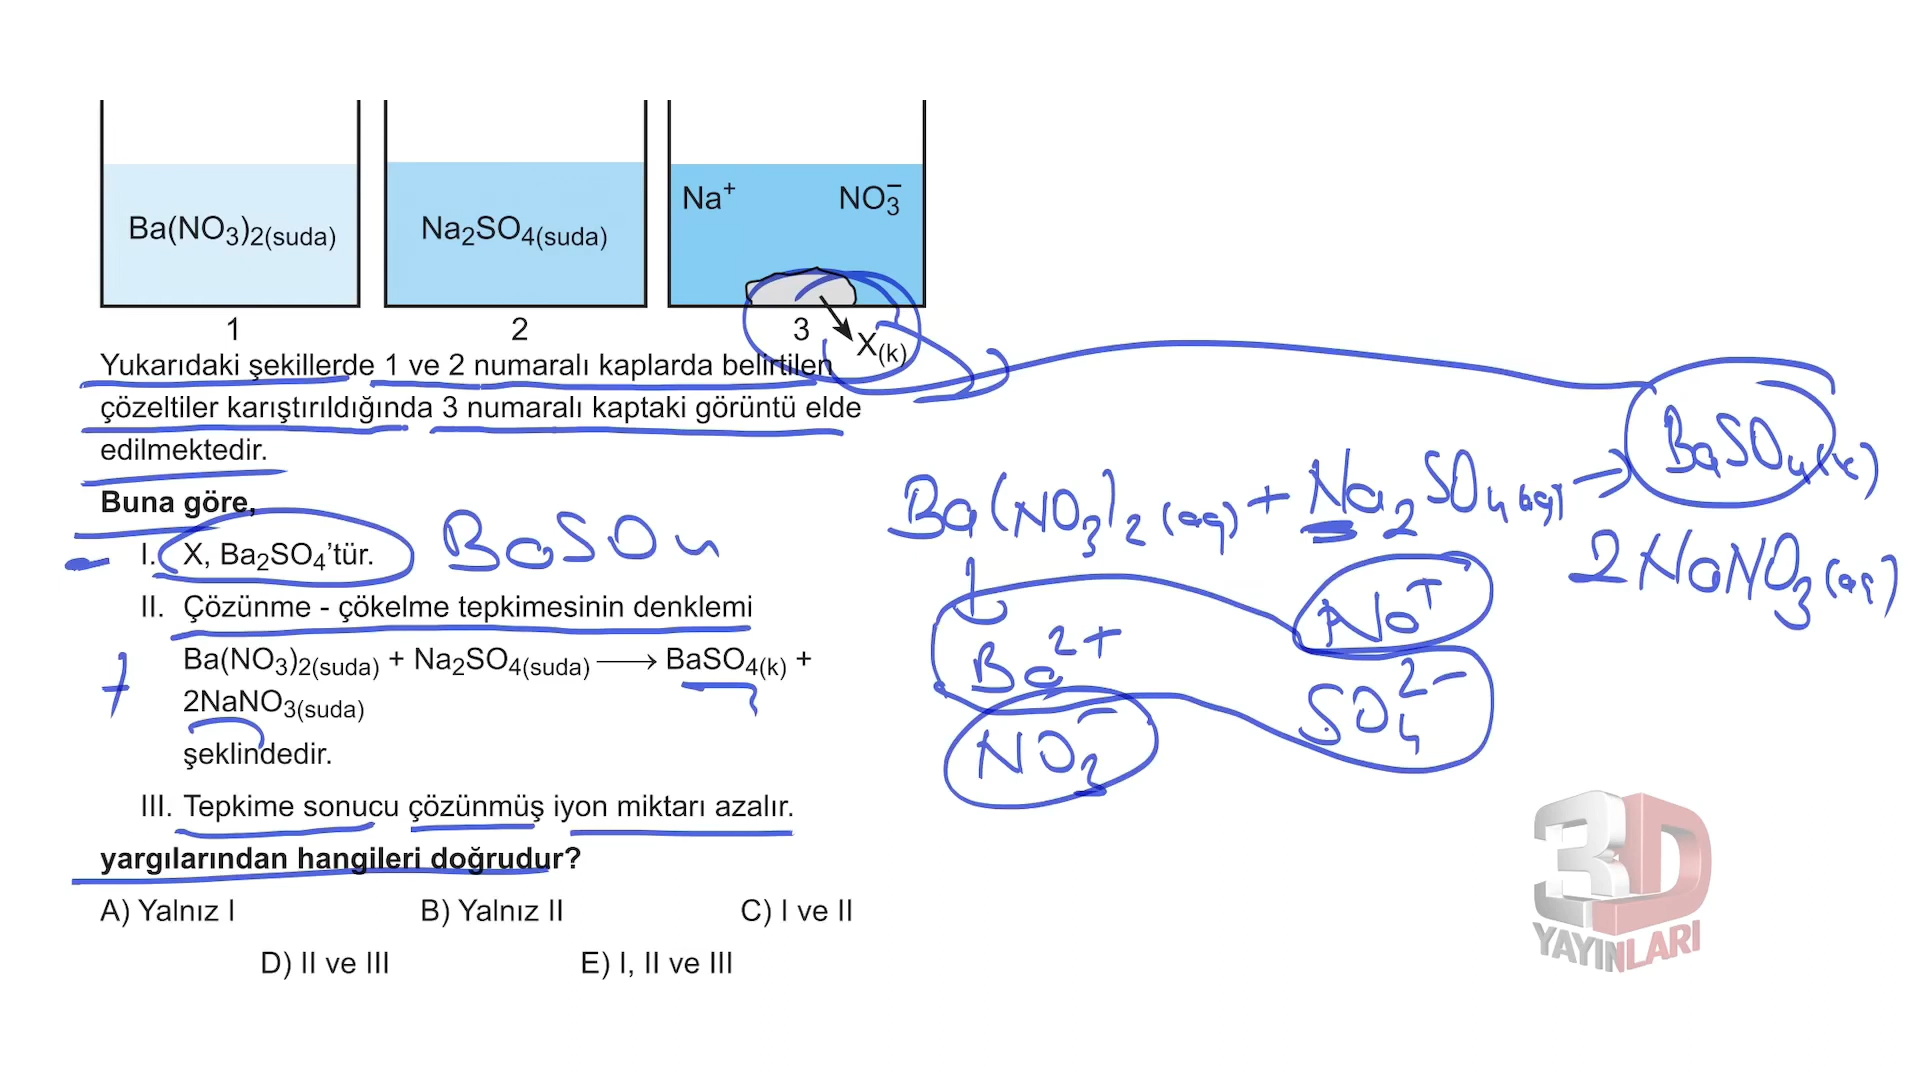 Ba(NO3)2(suda)
Na2SO4(suda)
Na+ NO3−
1 2 3 X(k)
Yukarıdaki şekillerde 1 ve 2 numaralı kaplarda belirtilen
çözeltiler karıştırıldığında 3 numaralı kaptaki görüntü elde
edilmektedir.
Buna göre,
I. X, Ba2SO4'tür.
BaSO4
II. Çözünme - çökelme tepkimesinin denklemi
Ba(NO3)2(suda) + Na2SO4(suda) ⟶ BaSO4(k) +
2NaNO3(suda)
şeklindedir.
III. Tepkime sonucu çözünmüş iyon miktarı azalır.
yargılarından hangileri doğrudur?
A) Yalnız I B) Yalnız II C) I ve II
D) II ve III E) I, II ve III
Ba(NO3)2(aq) + Na2SO4(aq) → BaSO4(k)
2NaNO3(aq)
Ba2+ Na+
NO3− SO42−
3D
YAYINLARI